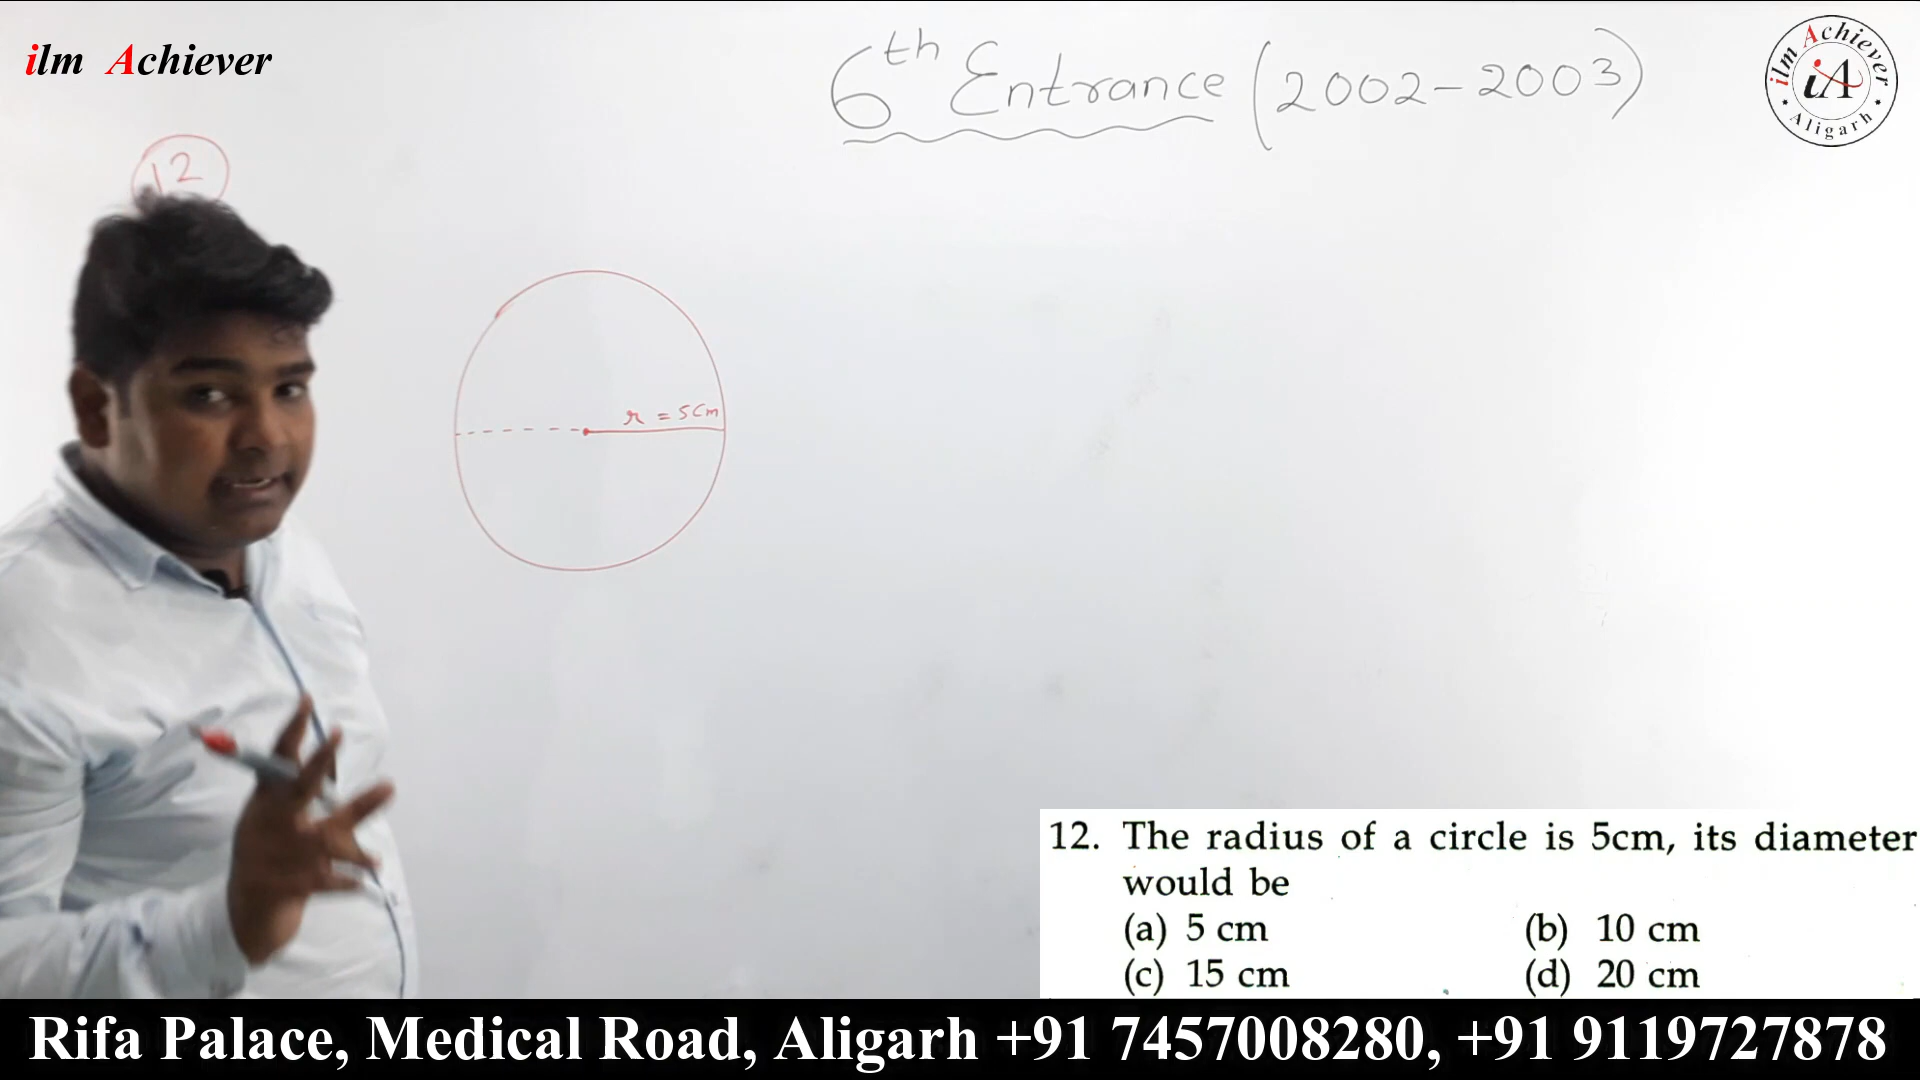 ilm Achiever
6th Entrance (2002-2003)
ilm Achiever
iA
Aligarh
12
r = 5cm
12. The radius of a circle is 5cm, its diameter
would be
(a) 5 cm (b) 10 cm
(c) 15 cm (d) 20 cm
Rifa Palace, Medical Road, Aligarh +91 7457008280, +91 9119727878